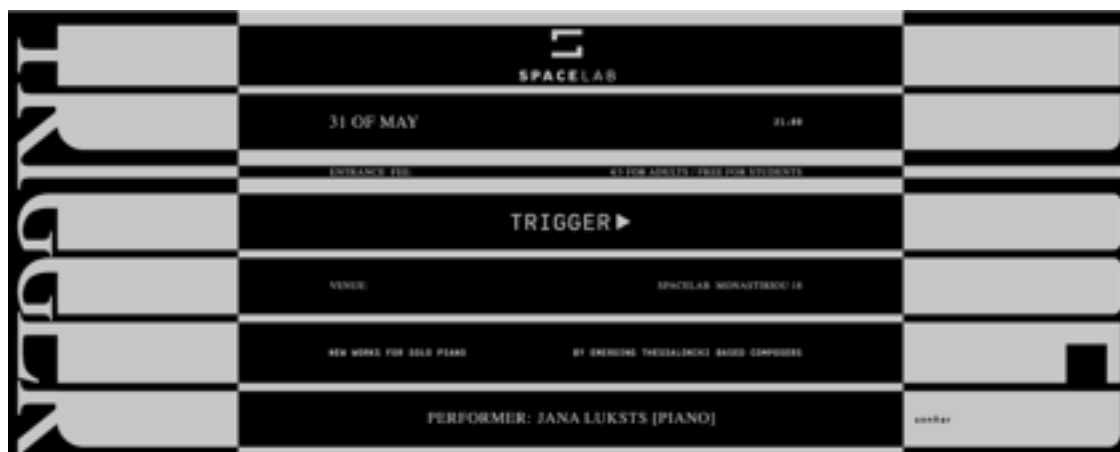 TRIGGER
SPACELAB
31 OF MAY 21:00
ENTRANCE FEE: €5 FOR ADULTS / FREE FOR STUDENTS
TRIGGER
VENUE: SPACELAB MONASTIRIOU 18
NEW WORKS FOR SOLO PIANO BY EMERGING THESSALONIKI BASED COMPOSERS
PERFORMER: JANA LUKSTS [PIANO]